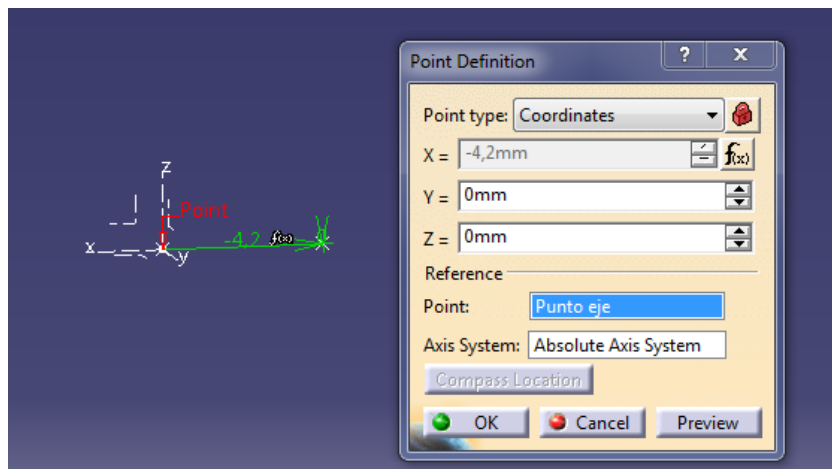 Point Definition
? X
Point type: Coordinates
X = -4,2mm f(x)
Y = 0mm
Z = 0mm
Reference
Point: Punto eje
Axis System: Absolute Axis System
Compass Location
OK Cancel Preview
z
Point
-4,2 f(x)
x
y